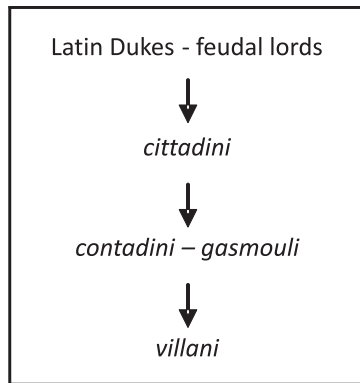 Latin Dukes - feudal lords
cittadini
contadini – gasmouli
villani